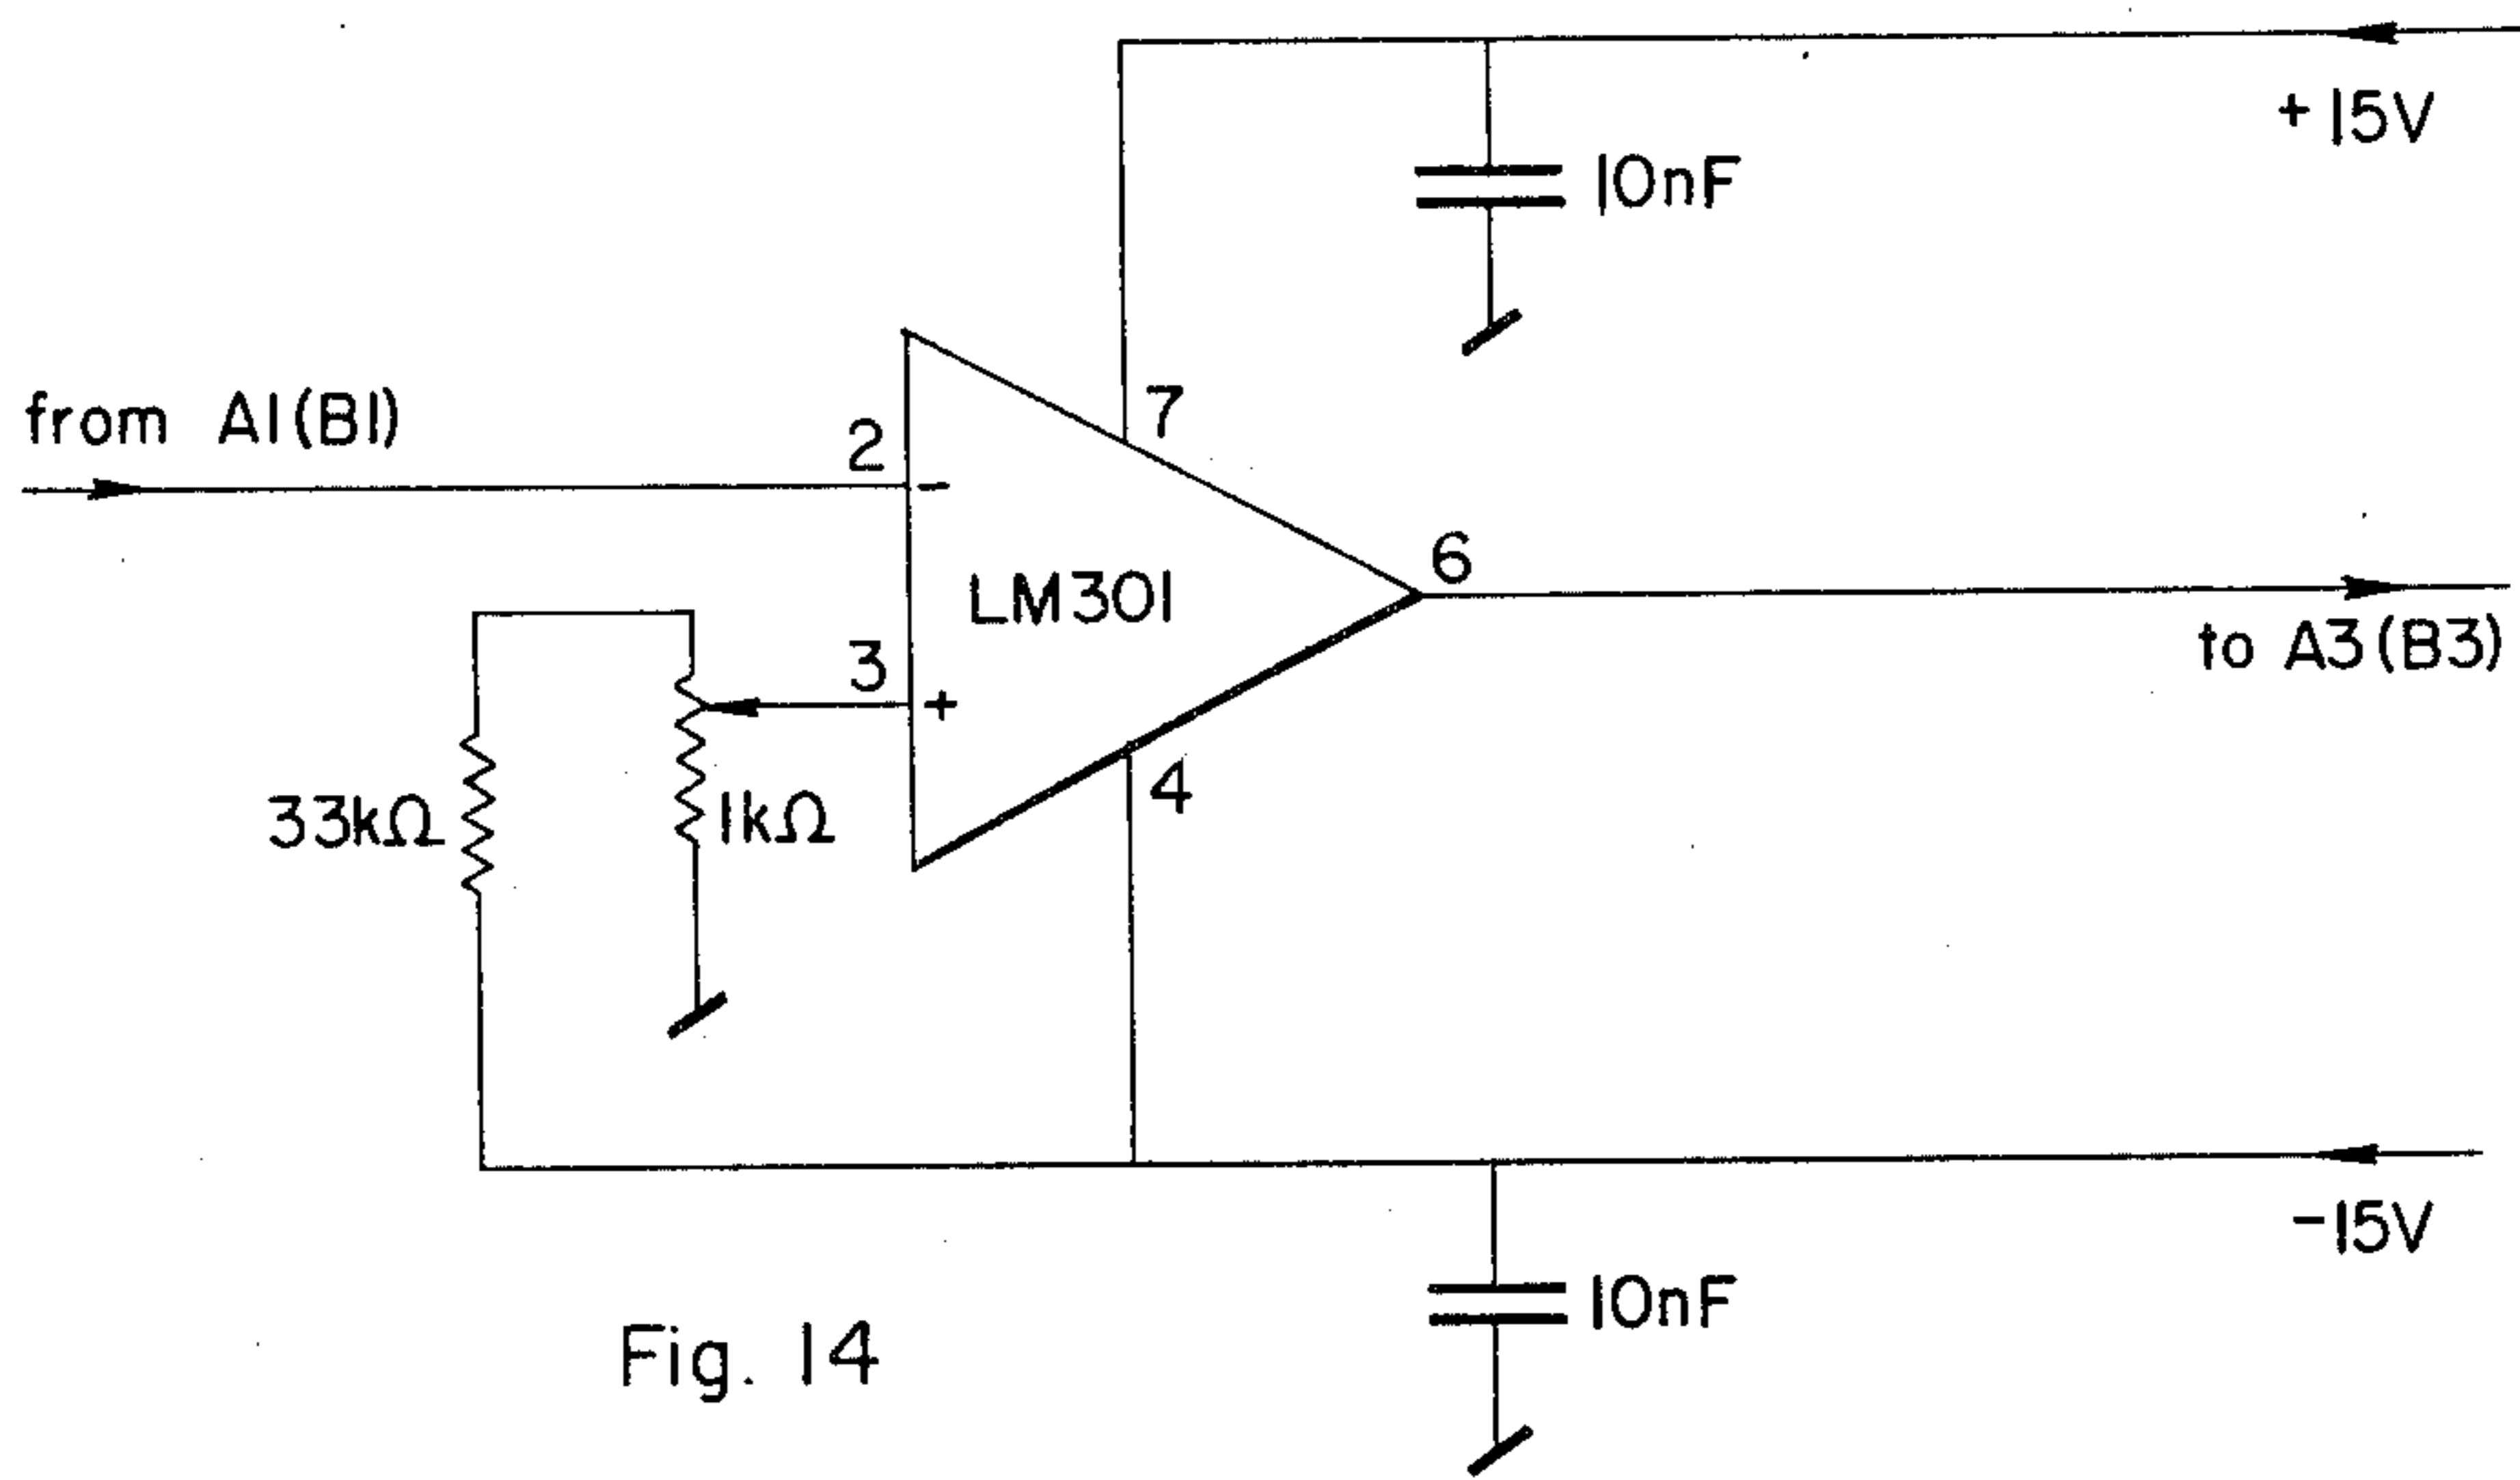 +15V
10nF
from A1(B1)
2
7
-
LM301
6
3
+
to A3(B3)
33kΩ
1kΩ
4
-15V
10nF
Fig. 14